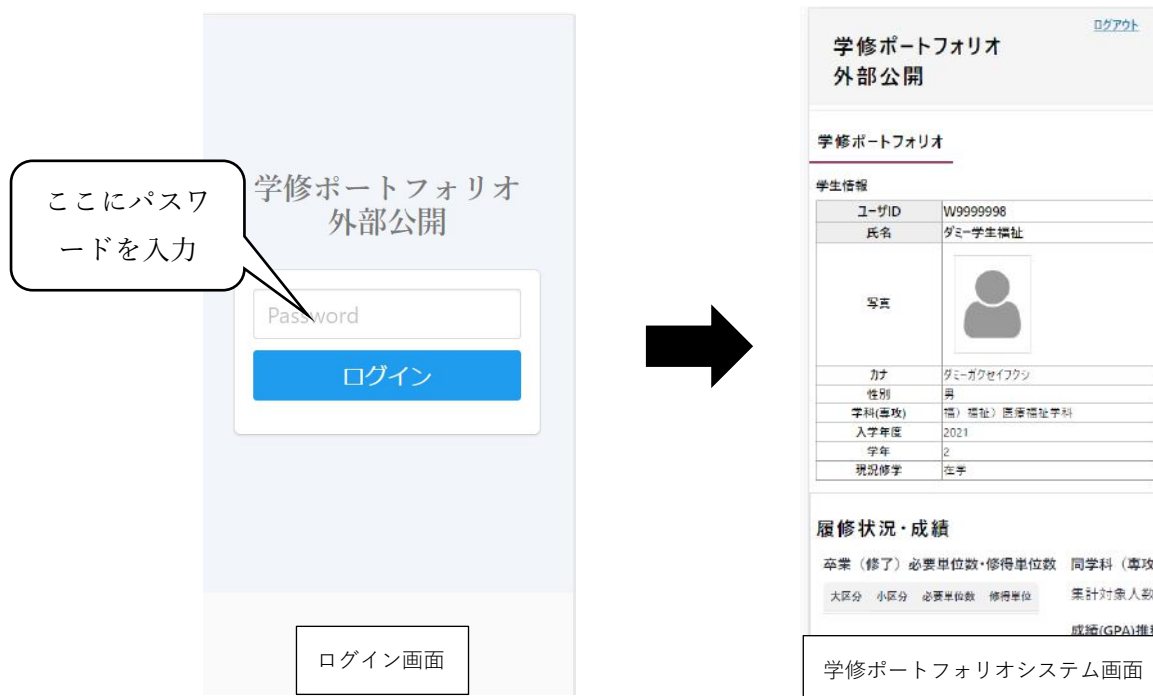 ここにパスワ
ードを入力
学修ポートフォリオ
外部公開
Password
ログイン
ログイン画面
ログアウト
学修ポートフォリオ
外部公開
学修ポートフォリオ
学生情報
ユーザID W9999998
氏名 ダミー学生福祉
写真
カナ ダミーガクセイフクシ
性別 男
学科(専攻) 福）福祉）医療福祉学科
入学年度 2021
学年 2
現況修学 在学
履修状況・成績
卒業（修了）必要単位数・修得単位数 同学科（専攻
大区分 小区分 必要単位数 修得単位 集計対象人数
成績(GPA)推移
学修ポートフォリオシステム画面